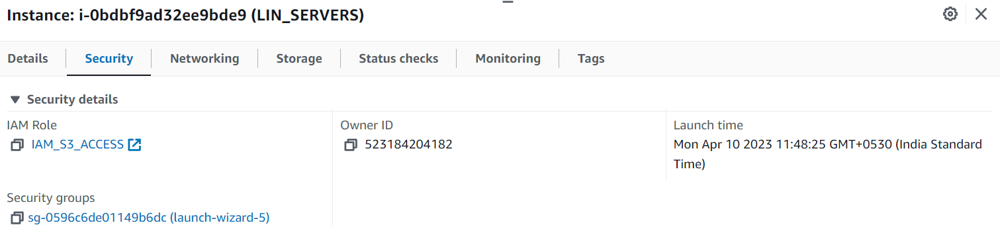 Instance: i-0bdbf9ad32ee9bde9 (LIN_SERVERS)
Details
Security
Networking
Storage
Status checks
Monitoring
Tags
Security details
IAM Role
IAM_S3_ACCESS
Owner ID
523184204182
Launch time
Mon Apr 10 2023 11:48:25 GMT+0530 (India Standard
Time)
Security groups
sg-0596c6de01149b6dc (launch-wizard-5)